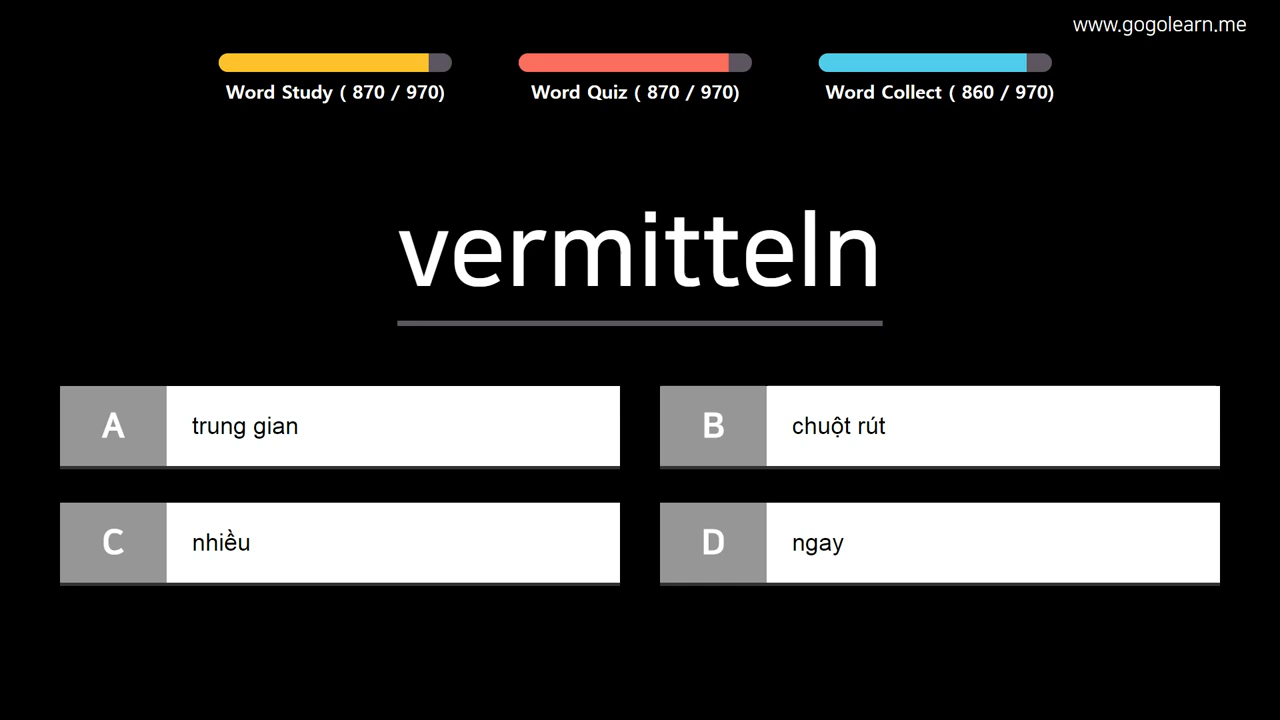 www.gogolearn.me
Word Study ( 870 / 970)
Word Quiz ( 870 / 970)
Word Collect ( 860 / 970)
vermitteln
A trung gian
B chuột rút
C nhiều
D ngay